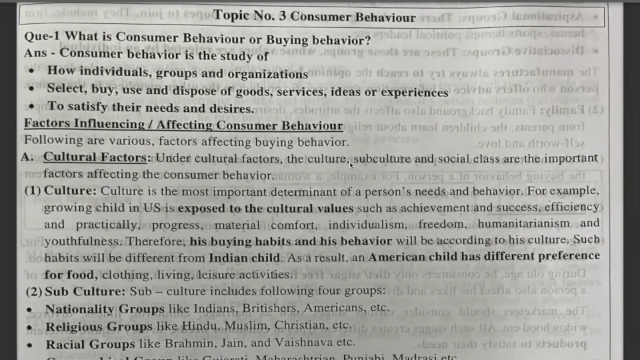 Topic No. 3 Consumer Behaviour
Que-1 What is Consumer Behaviour or Buying behavior?
Ans - Consumer behavior is the study of
• How individuals, groups and organizations
• Select, buy, use and dispose of goods, services, ideas or experiences
• To satisfy their needs and desires.
Factors Influencing / Affecting Consumer Behaviour
Following are various, factors affecting buying behavior.
A. Cultural Factors: Under cultural factors, the culture, subculture and social class are the important
factors affecting the consumer behavior.
(1) Culture: Culture is the most important determinant of a person's needs and behavior. For example,
growing child in US is exposed to the cultural values such as achievement and success, efficiency
and practically, progress, material comfort, individualism, freedom, humanitarianism and
youthfulness. Therefore, his buying habits and his behavior will be according to his culture. Such
habits will be different from Indian child. As a result, an American child has different preference
for food, clothing, living, leisure activities.
(2) Sub Culture: Sub – culture includes following four groups:
• Nationality Groups like Indians, Britishers, Americans, etc.
• Religious Groups like Hindu, Muslim, Christian, etc.
• Racial Groups like Brahmin, Jain, and Vaishnava etc.
like Gujarati, Maharashtrian, Punjabi, Madrasi etc.